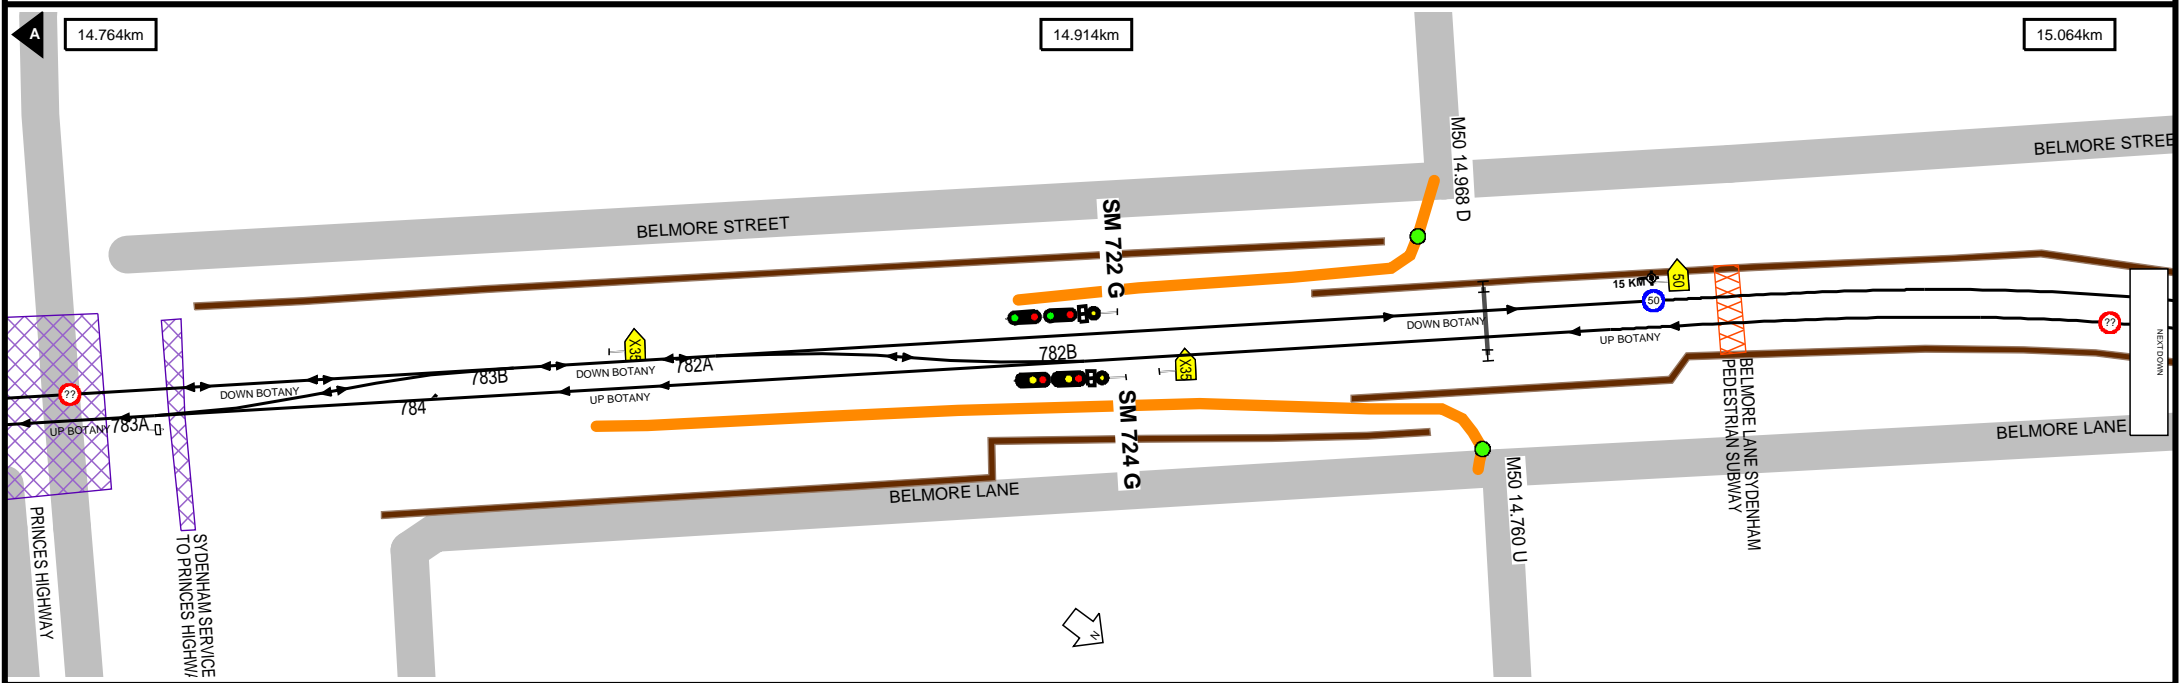 A
14.764km
14.914km
15.064km
BELMORE STREET
BELMORE STREE
M50 14.968 D
SM 722 G
15 KM
50
50
X35
X35
??
??
DOWN BOTANY
DOWN BOTANY
DOWN BOTANY
UP BOTANY
UP BOTANY
UP BOTANY
783A
783B
784
782A
782B
SM 724 G
BELMORE LANE
BELMORE LANE
M50 14.760 U
BELMORE LANE SYDENHAM
PEDESTRIAN SUBWAY
NEXT DOWN
PRINCES HIGHWAY
SYDENHAM SERVICE
TO PRINCES HIGHW
N